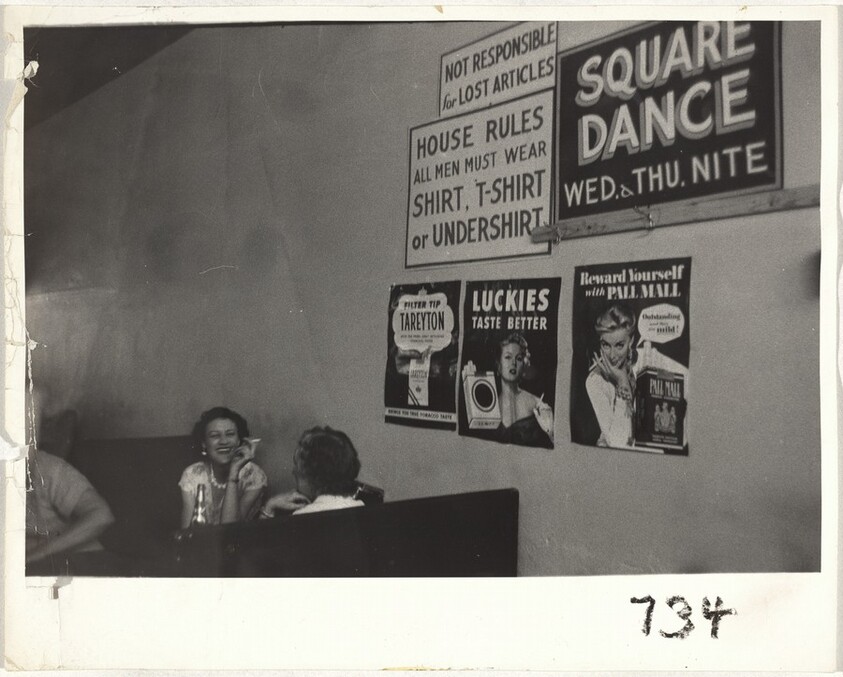 NOT RESPONSIBLE
for LOST ARTICLES
SQUARE
DANCE
WED. & THU. NITE
HOUSE RULES
ALL MEN MUST WEAR
SHIRT, T-SHIRT
or UNDERSHIRT
FILTER TIP
TAREYTON
LUCKIES
TASTE BETTER
Reward Yourself
with PALL MALL
Outstanding
mild!
PALL MALL
734